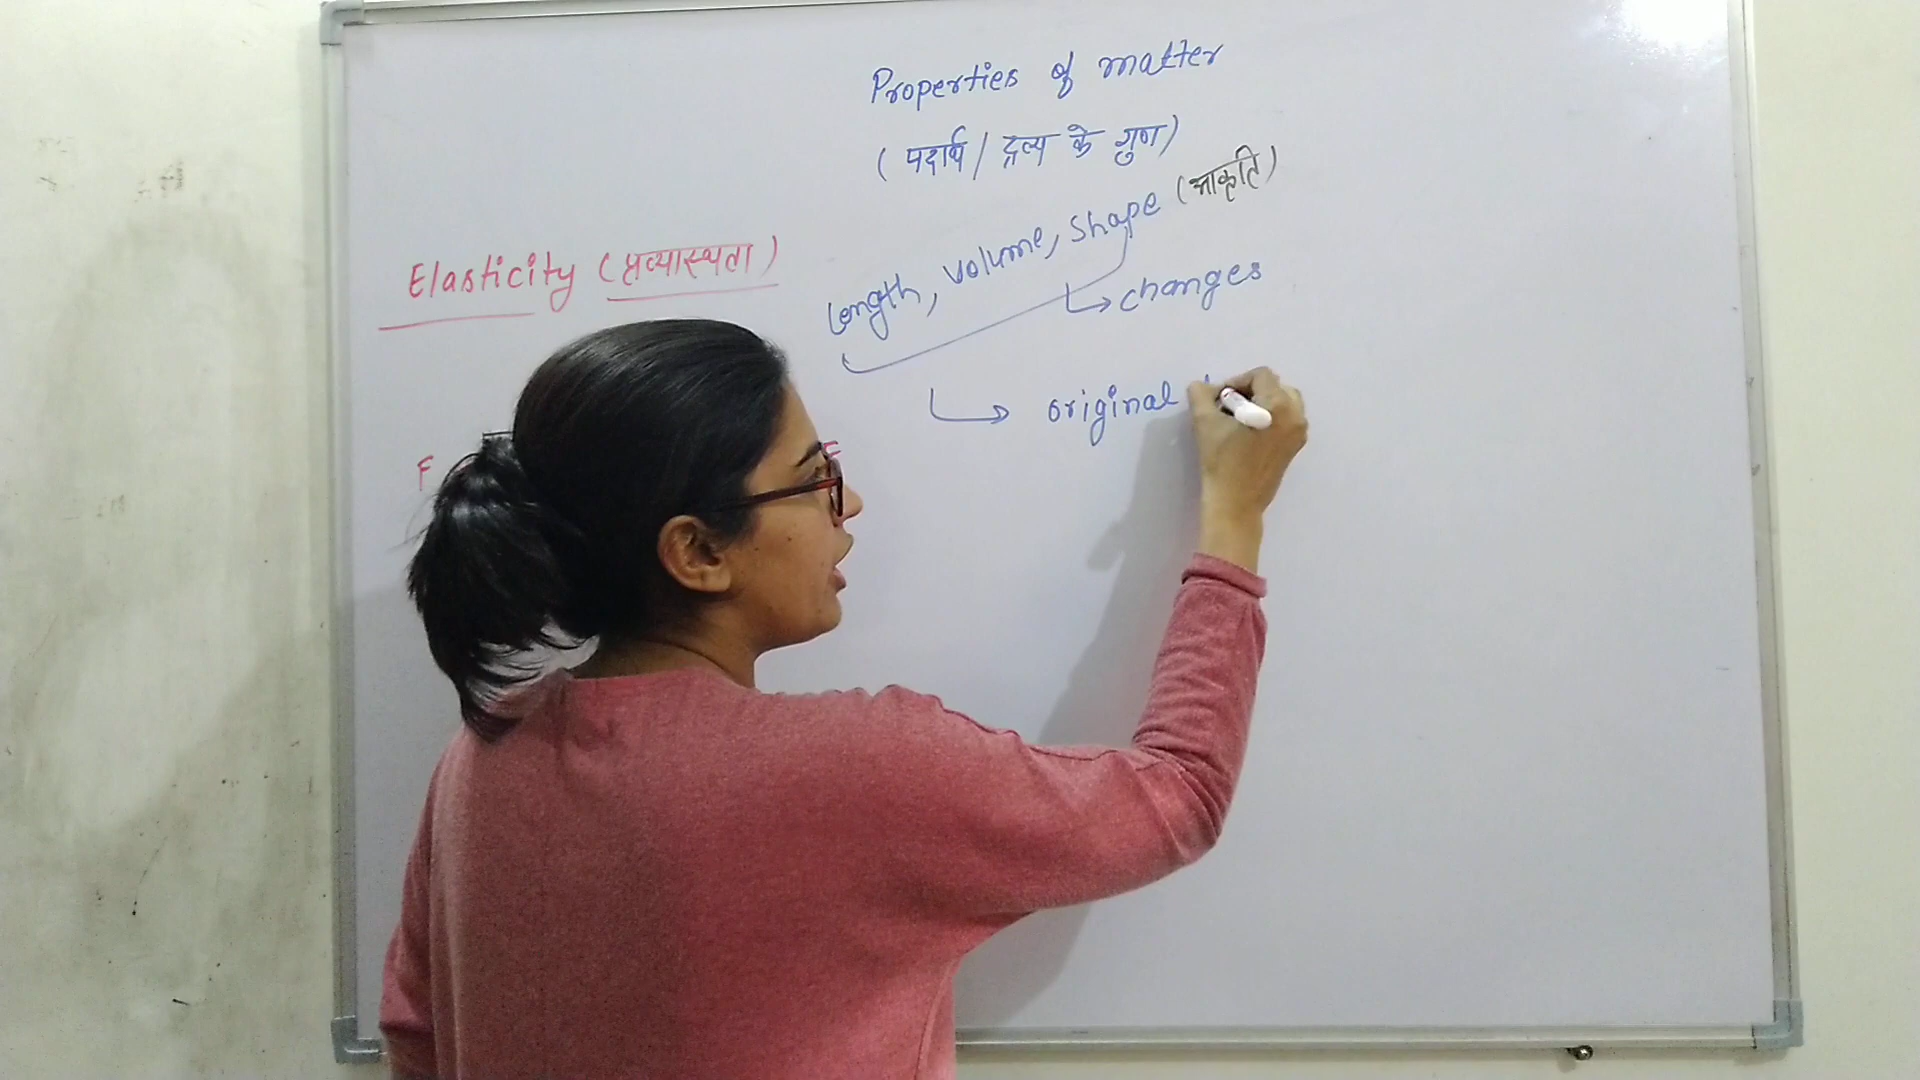 Properties of matter
(पदार्थ / द्रव्य के गुण)
Elasticity (प्रत्यास्थता)
Length, Volume, Shape (आकृति)
changes
original
F F